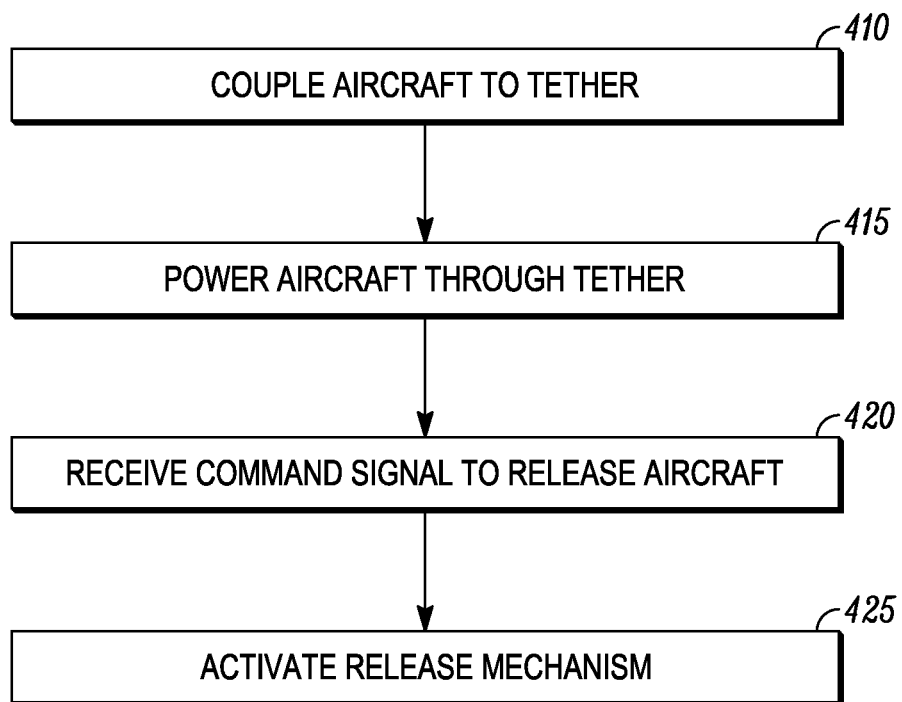 410
COUPLE AIRCRAFT TO TETHER
415
POWER AIRCRAFT THROUGH TETHER
420
RECEIVE COMMAND SIGNAL TO RELEASE AIRCRAFT
425
ACTIVATE RELEASE MECHANISM